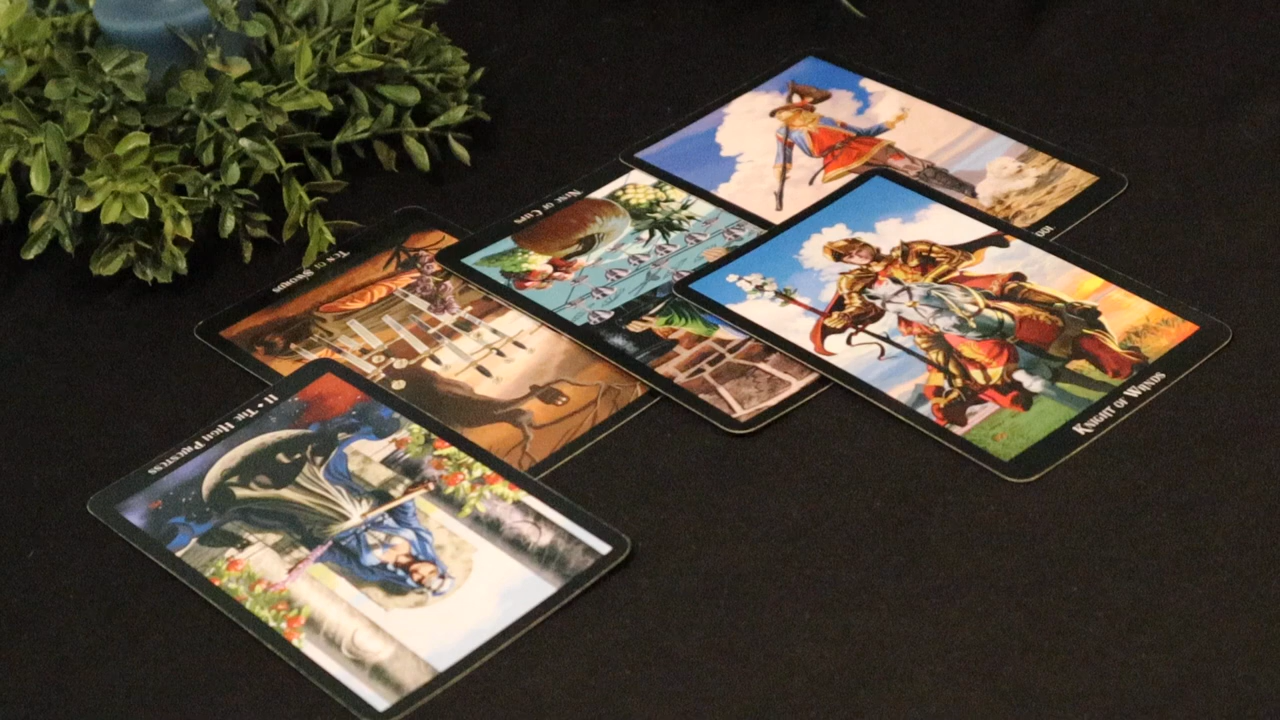 NINE OF CUPS
TEN OF SWORDS
II • THE HIGH PRIESTESS
KNIGHT OF WANDS